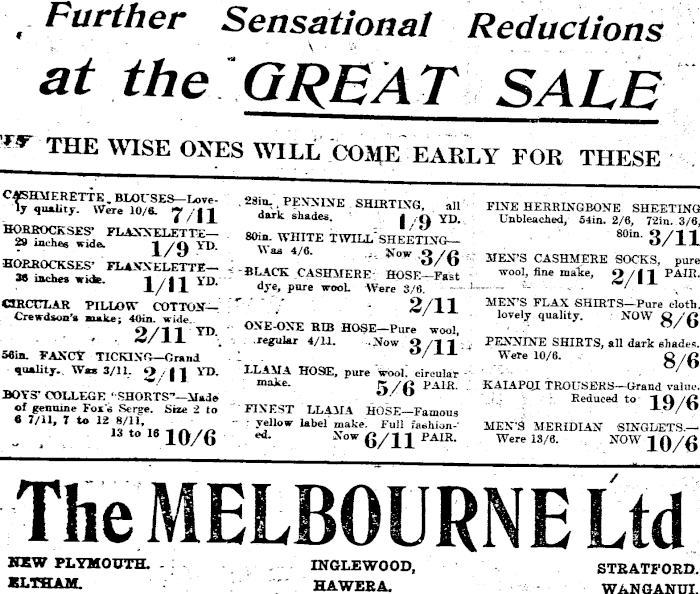 Further Sensational Reductions
at the GREAT SALE
THE WISE ONES WILL COME EARLY FOR THESE
CASHMERETTE BLOUSES—Love-
ly quality. Were 10/6. 7/11
HORROCKSES' FLANNELETTE—
29 inches wide. 1/9 YD.
HORROCKSES' FLANNELETTE—
36 inches wide. 1/11 YD.
CIRCULAR PILLOW COTTON—
Crewdson's make; 40in. wide.
2/11 YD.
56in. FANCY TICKING—Grand
quality. Was 3/11. 2/11 YD.
BOYS' COLLEGE "SHORTS"—Made
of genuine Fox's Serge. Size 2 to
6 7/11, 7 to 12 8/11,
13 to 16 10/6
28in. PENNINE SHIRTING, all
dark shades. 1/9 YD.
80in. WHITE TWILL SHEETING—
Was 4/6. Now 3/6
BLACK CASHMERE HOSE—Fast
dye, pure wool. Were 3/6.
2/11
ONE-ONE RIB HOSE—Pure wool,
regular 4/11. Now 3/11
LLAMA HOSE, pure wool, circular
make. 5/6 PAIR.
FINEST LLAMA HOSE—Famous
yellow label make. Full fashion-
ed. Now 6/11 PAIR.
FINE HERRINGBONE SHEETING
Unbleached, 54in. 2/6, 72in. 3/6,
80in. 3/11
MEN'S CASHMERE SOCKS, pure
wool, fine make, 2/11 PAIR.
MEN'S FLAX SHIRTS—Pure cloth,
lovely quality. NOW 8/6
PENNINE SHIRTS, all dark shades.
Were 10/6. 8/6
KAIAPOI TROUSERS—Grand value.
Reduced to 19/6
MEN'S MERIDIAN SINGLETS.—
Were 13/6. NOW 10/6
The MELBOURNE Ltd
NEW PLYMOUTH. INGLEWOOD, STRATFORD.
ELTHAM. HAWERA. WANGANUI.